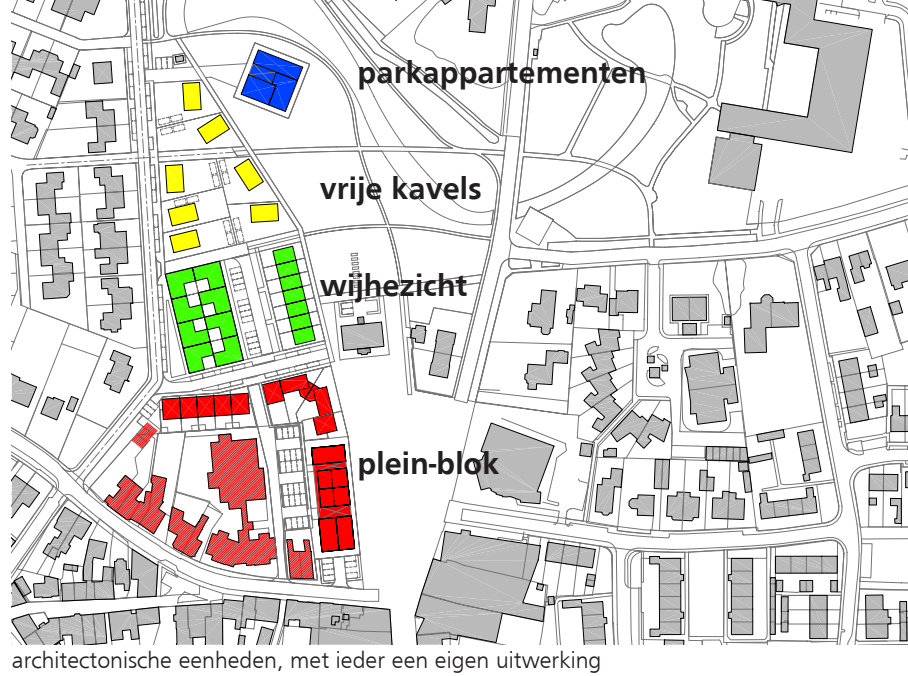 parkappartementen
vrije kavels
wijhezicht
plein-blok
architectonische eenheden, met ieder een eigen uitwerking